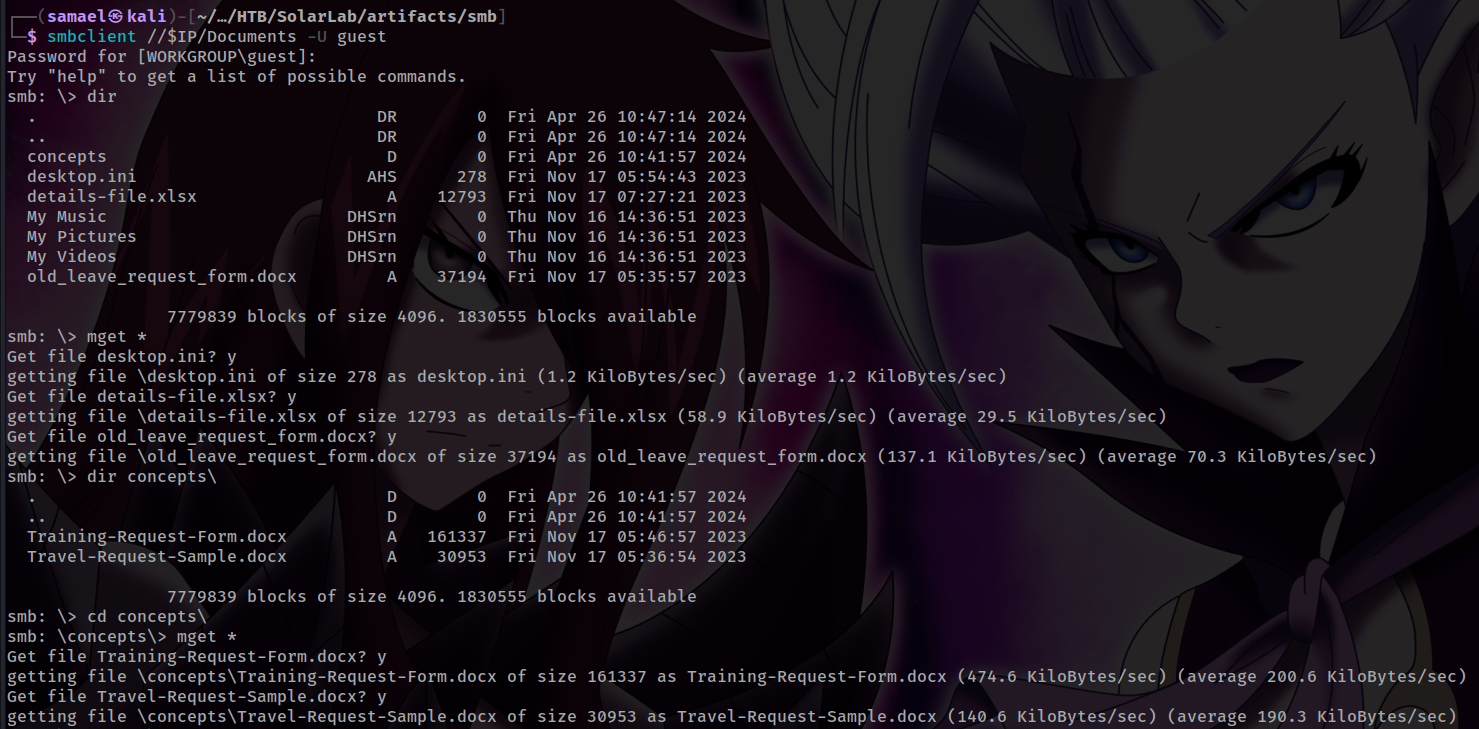 ┌──(samael㉿kali)-[~/…/HTB/SolarLab/artifacts/smb]
└─$ smbclient //$IP/Documents -U guest
Password for [WORKGROUP\guest]:
Try "help" to get a list of possible commands.
smb: \> dir
  .                                  DR        0  Fri Apr 26 10:47:14 2024
  ..                                 DR        0  Fri Apr 26 10:47:14 2024
  concepts                            D        0  Fri Apr 26 10:41:57 2024
  desktop.ini                       AHS      278  Fri Nov 17 05:54:43 2023
  details-file.xlsx                   A    12793  Fri Nov 17 07:27:21 2023
  My Music                        DHSrn        0  Thu Nov 16 14:36:51 2023
  My Pictures                     DHSrn        0  Thu Nov 16 14:36:51 2023
  My Videos                       DHSrn        0  Thu Nov 16 14:36:51 2023
  old_leave_request_form.docx         A    37194  Fri Nov 17 05:35:57 2023
                7779839 blocks of size 4096. 1830555 blocks available
smb: \> mget *
Get file desktop.ini? y
getting file \desktop.ini of size 278 as desktop.ini (1.2 KiloBytes/sec) (average 1.2 KiloBytes/sec)
Get file details-file.xlsx? y
getting file \details-file.xlsx of size 12793 as details-file.xlsx (58.9 KiloBytes/sec) (average 29.5 KiloBytes/sec)
Get file old_leave_request_form.docx? y
getting file \old_leave_request_form.docx of size 37194 as old_leave_request_form.docx (137.1 KiloBytes/sec) (average 70.3 KiloBytes/sec)
smb: \> dir concepts\
  .                                   D        0  Fri Apr 26 10:41:57 2024
  ..                                  D        0  Fri Apr 26 10:41:57 2024
  Training-Request-Form.docx          A   161337  Fri Nov 17 05:46:57 2023
  Travel-Request-Sample.docx          A    30953  Fri Nov 17 05:36:54 2023
                7779839 blocks of size 4096. 1830555 blocks available
smb: \> cd concepts\
smb: \concepts\> mget *
Get file Training-Request-Form.docx? y
getting file \concepts\Training-Request-Form.docx of size 161337 as Training-Request-Form.docx (474.6 KiloBytes/sec) (average 200.6 KiloBytes/sec)
Get file Travel-Request-Sample.docx? y
getting file \concepts\Travel-Request-Sample.docx of size 30953 as Travel-Request-Sample.docx (140.6 KiloBytes/sec) (average 190.3 KiloBytes/sec)